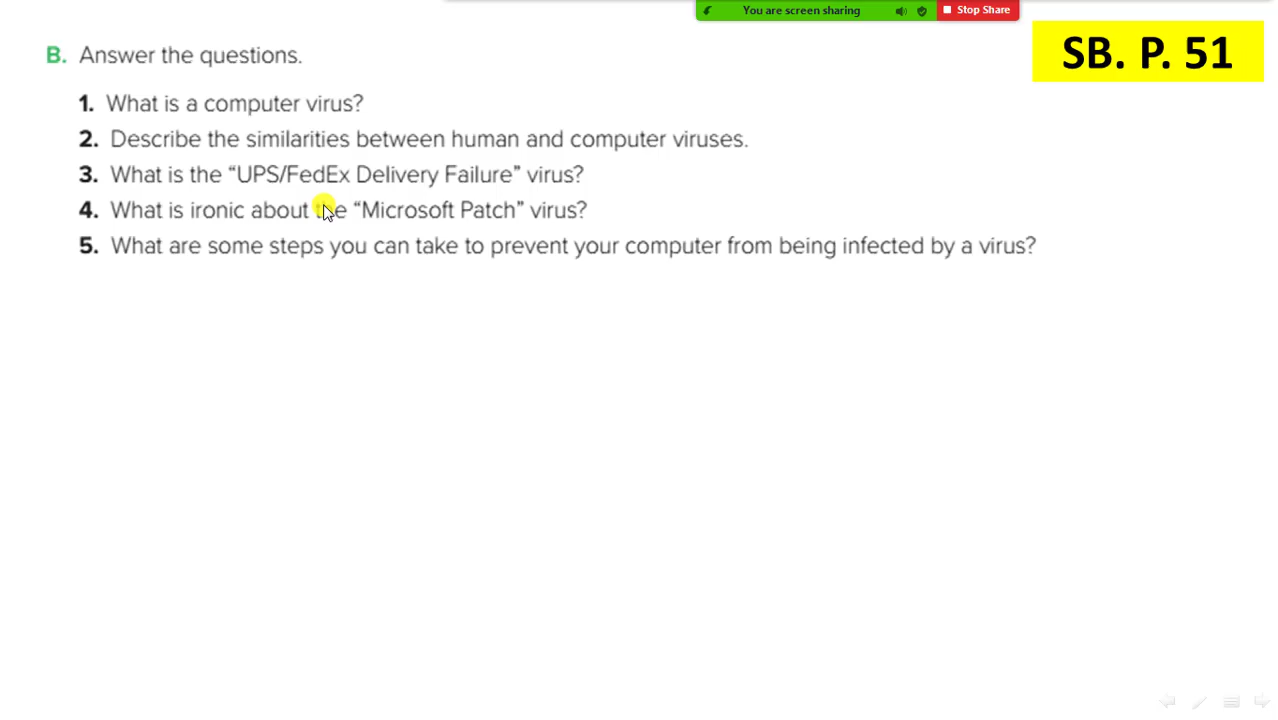 You are screen sharing
Stop Share
SB. P. 51
B. Answer the questions.
1. What is a computer virus?
2. Describe the similarities between human and computer viruses.
3. What is the “UPS/FedEx Delivery Failure” virus?
4. What is ironic about the “Microsoft Patch” virus?
5. What are some steps you can take to prevent your computer from being infected by a virus?